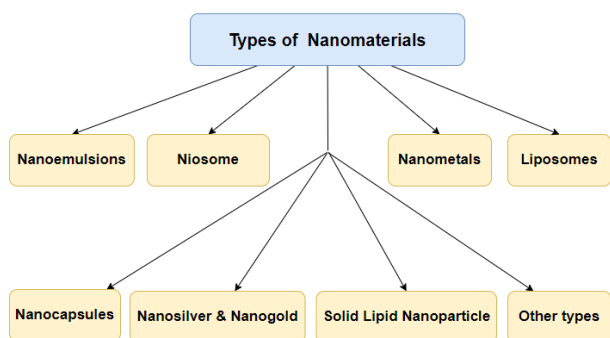 Types of Nanomaterials
Nanoemulsions
Niosome
Nanometals
Liposomes
Nanocapsules
Nanosilver & Nanogold
Solid Lipid Nanoparticle
Other types